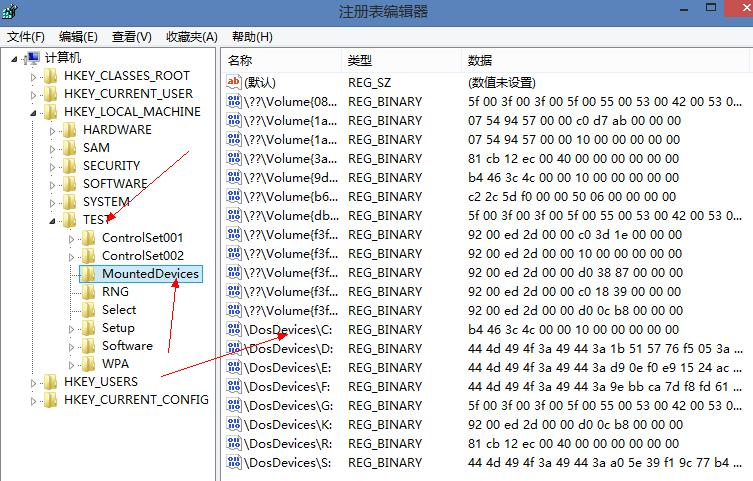 注册表编辑器
文件(F) 编辑(E) 查看(V) 收藏夹(A) 帮助(H)
计算机
HKEY_CLASSES_ROOT
HKEY_CURRENT_USER
HKEY_LOCAL_MACHINE
HARDWARE
SAM
SECURITY
SOFTWARE
SYSTEM
TEST
ControlSet001
ControlSet002
MountedDevices
RNG
Select
Setup
Software
WPA
HKEY_USERS
HKEY_CURRENT_CONFIG
名称 类型 数据
(默认) REG_SZ (数值未设置)
\??\Volume{08... REG_BINARY 5f 00 3f 00 3f 00 5f 00 55 00 53 00 42 00 53 0...
\??\Volume{1a... REG_BINARY 07 54 94 57 00 00 c0 d7 ab 00 00 00
\??\Volume{1a... REG_BINARY 07 54 94 57 00 00 10 00 00 00 00 00
\??\Volume{3a... REG_BINARY 81 cb 12 ec 00 40 00 00 00 00 00 00
\??\Volume{9d... REG_BINARY b4 46 3c 4c 00 00 10 00 00 00 00 00
\??\Volume{b6... REG_BINARY c2 2c 5d f0 00 00 50 06 00 00 00 00
\??\Volume{db... REG_BINARY 5f 00 3f 00 3f 00 5f 00 55 00 53 00 42 00 53 0...
\??\Volume{f3f... REG_BINARY 92 00 ed 2d 00 00 c0 3d 1e 00 00 00
\??\Volume{f3f... REG_BINARY 92 00 ed 2d 00 00 10 00 00 00 00 00
\??\Volume{f3f... REG_BINARY 92 00 ed 2d 00 00 d0 38 87 00 00 00
\??\Volume{f3f... REG_BINARY 92 00 ed 2d 00 00 c0 18 39 00 00 00
\??\Volume{f3f... REG_BINARY 92 00 ed 2d 00 00 d0 0c b8 00 00 00
\DosDevices\C: REG_BINARY b4 46 3c 4c 00 00 10 00 00 00 00 00
\DosDevices\D: REG_BINARY 44 4d 49 4f 3a 49 44 3a 1b 51 57 76 f5 05 3a...
\DosDevices\E: REG_BINARY 44 4d 49 4f 3a 49 44 3a d9 0e f0 e9 15 24 ac ...
\DosDevices\F: REG_BINARY 44 4d 49 4f 3a 49 44 3a 9e bb ca 7d f8 fd 61 ...
\DosDevices\G: REG_BINARY 5f 00 3f 00 3f 00 5f 00 55 00 53 00 42 00 53 0...
\DosDevices\K: REG_BINARY 92 00 ed 2d 00 00 d0 0c b8 00 00 00
\DosDevices\R: REG_BINARY 81 cb 12 ec 00 40 00 00 00 00 00 00
\DosDevices\S: REG_BINARY 44 4d 49 4f 3a 49 44 3a a0 5e 39 f1 9c 77 b4 ...